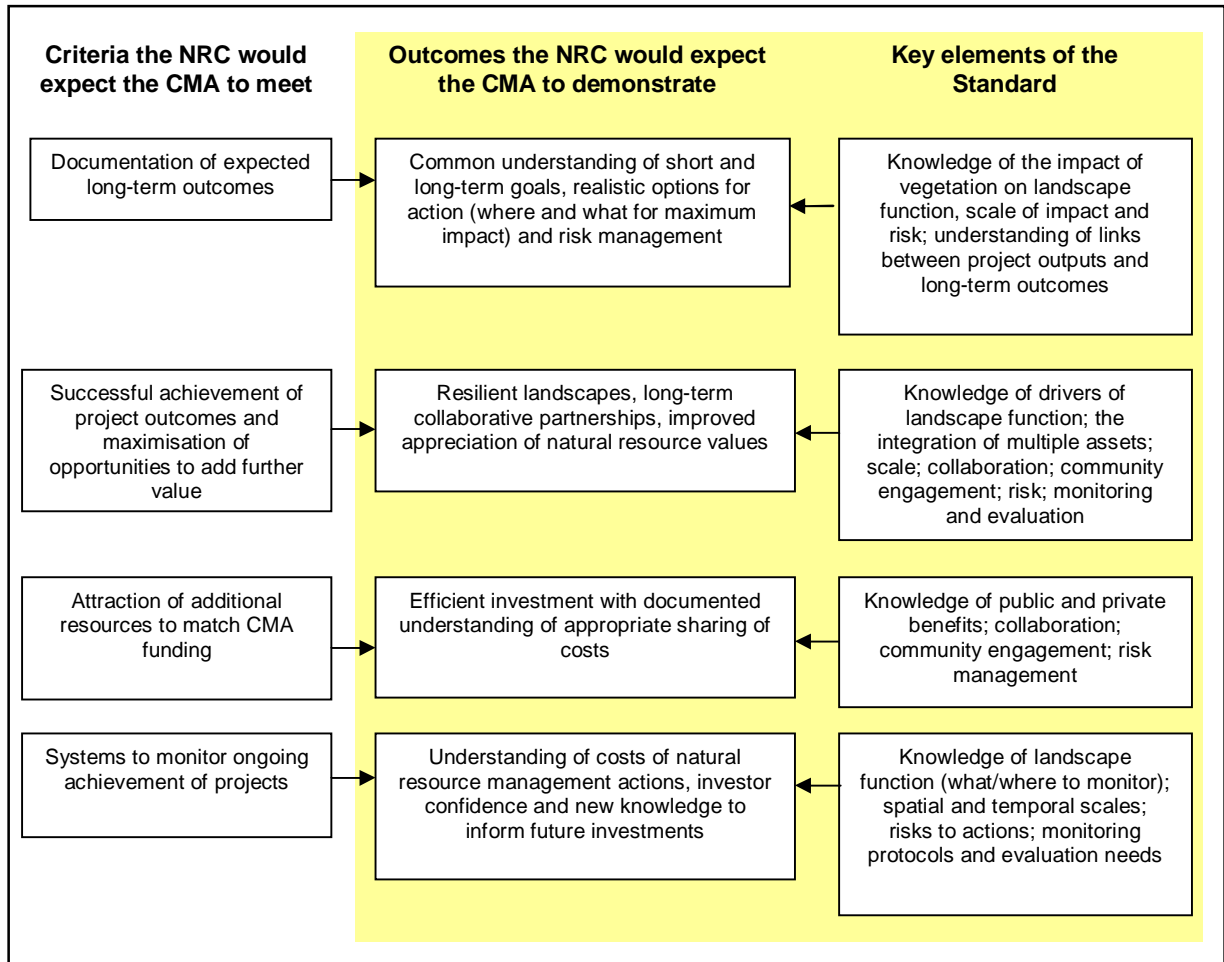 Criteria the NRC would
expect the CMA to meet
Outcomes the NRC would expect
the CMA to demonstrate
Key elements of the
Standard
Documentation of expected
long-term outcomes
Common understanding of short and
long-term goals, realistic options for
action (where and what for maximum
impact) and risk management
Knowledge of the impact of
vegetation on landscape
function, scale of impact and
risk; understanding of links
between project outputs and
long-term outcomes
Successful achievement of
project outcomes and
maximisation of
opportunities to add further
value
Resilient landscapes, long-term
collaborative partnerships, improved
appreciation of natural resource values
Knowledge of drivers of
landscape function; the
integration of multiple assets;
scale; collaboration; community
engagement; risk; monitoring
and evaluation
Attraction of additional
resources to match CMA
funding
Efficient investment with documented
understanding of appropriate sharing of
costs
Knowledge of public and private
benefits; collaboration;
community engagement; risk
management
Systems to monitor ongoing
achievement of projects
Understanding of costs of natural
resource management actions, investor
confidence and new knowledge to
inform future investments
Knowledge of landscape
function (what/where to monitor);
spatial and temporal scales;
risks to actions; monitoring
protocols and evaluation needs